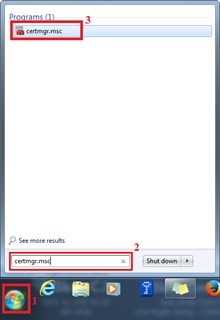 Programs (1)
3
certmgr.msc
See more results
2
certmgr.msc
Shut down
1